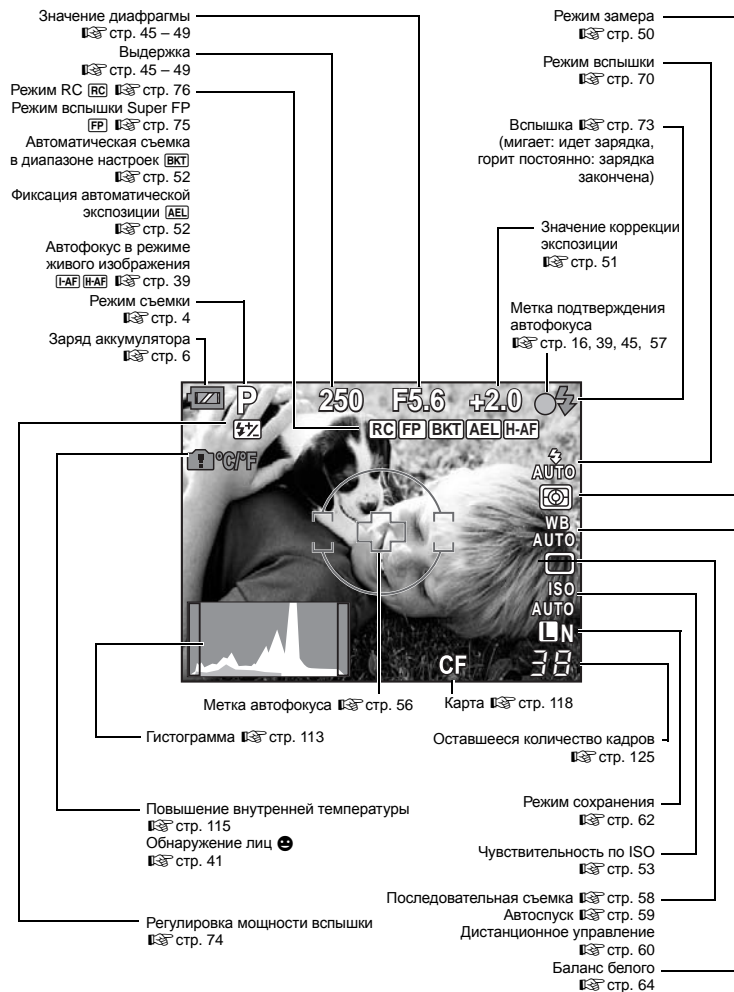 Значение диафрагмы
стр. 45 – 49
Выдержка
стр. 45 – 49
Режим RC RC стр. 76
Режим вспышки Super FP
FP стр. 75
Автоматическая съемка
в диапазоне настроек BKT
стр. 52
Фиксация автоматической
экспозиции AEL
стр. 52
Автофокус в режиме
живого изображения
I-AF H-AF стр. 39
Режим съемки
стр. 4
Заряд аккумулятора
стр. 6
Режим замера
стр. 50
Режим вспышки
стр. 70
Вспышка стр. 73
(мигает: идет зарядка,
горит постоянно: зарядка
закончена)
Значение коррекции
экспозиции
стр. 51
Метка подтверждения
автофокуса
стр. 16, 39, 45, 57
P 250 F5.6 +2.0
RC FP BKT AEL H-AF
°C/°F
AUTO
WB
AUTO
ISO
AUTO
L N
38
CF
Метка автофокуса стр. 56
Карта стр. 118
Гистограмма стр. 113
Оставшееся количество кадров
стр. 125
Повышение внутренней температуры
стр. 115
Обнаружение лиц
стр. 41
Режим сохранения
стр. 62
Чувствительность по ISO
стр. 53
Последовательная съемка стр. 58
Автоспуск стр. 59
Дистанционное управление
стр. 60
Баланс белого
стр. 64
Регулировка мощности вспышки
стр. 74